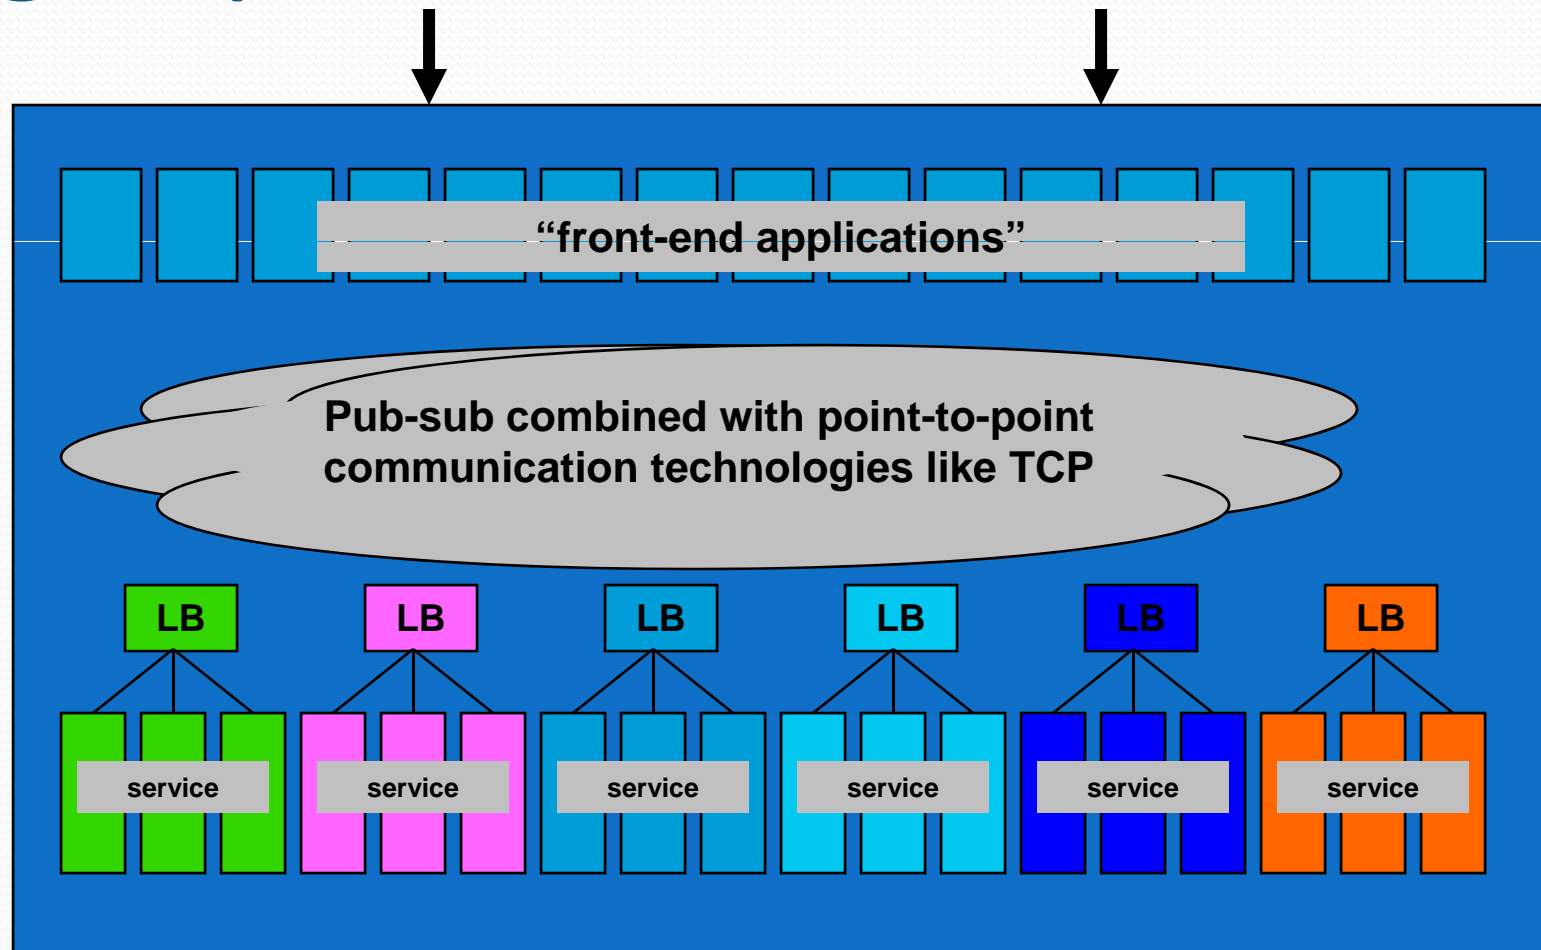 “front-end applications”
Pub-sub combined with point-to-point
communication technologies like TCP
LB LB LB LB LB LB
service service service service service service